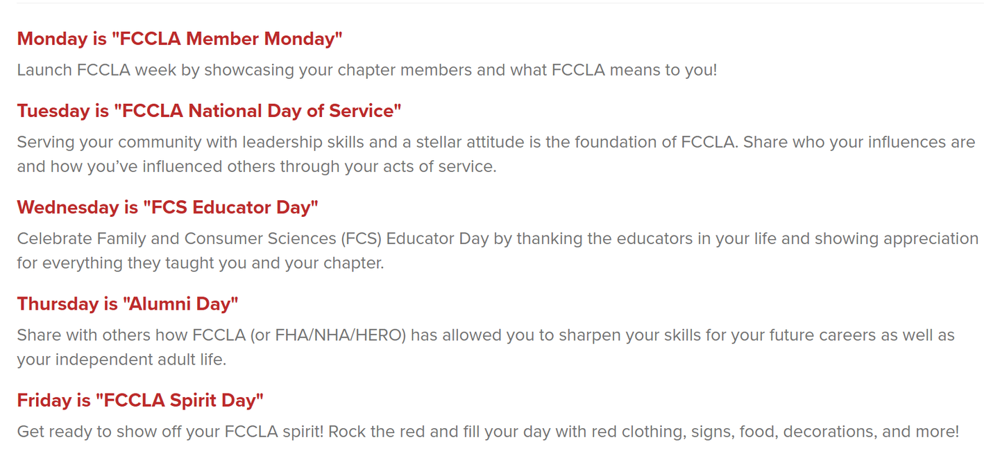 Monday is "FCCLA Member Monday"
Launch FCCLA week by showcasing your chapter members and what FCCLA means to you!
Tuesday is "FCCLA National Day of Service"
Serving your community with leadership skills and a stellar attitude is the foundation of FCCLA. Share who your influences are
and how you’ve influenced others through your acts of service.
Wednesday is "FCS Educator Day"
Celebrate Family and Consumer Sciences (FCS) Educator Day by thanking the educators in your life and showing appreciation
for everything they taught you and your chapter.
Thursday is "Alumni Day"
Share with others how FCCLA (or FHA/NHA/HERO) has allowed you to sharpen your skills for your future careers as well as
your independent adult life.
Friday is "FCCLA Spirit Day"
Get ready to show off your FCCLA spirit! Rock the red and fill your day with red clothing, signs, food, decorations, and more!